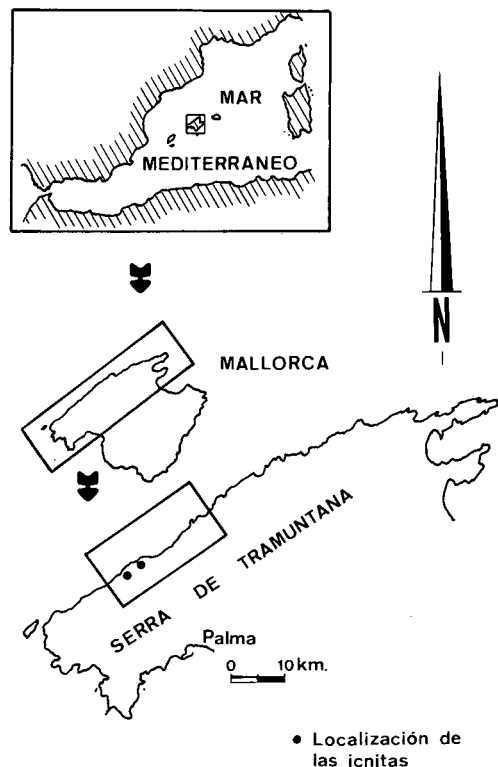 MAR
MEDITERRANEO
N
MALLORCA
SERRA DE TRAMUNTANA
Palma
0 10 km.
• Localización de
las icnitas